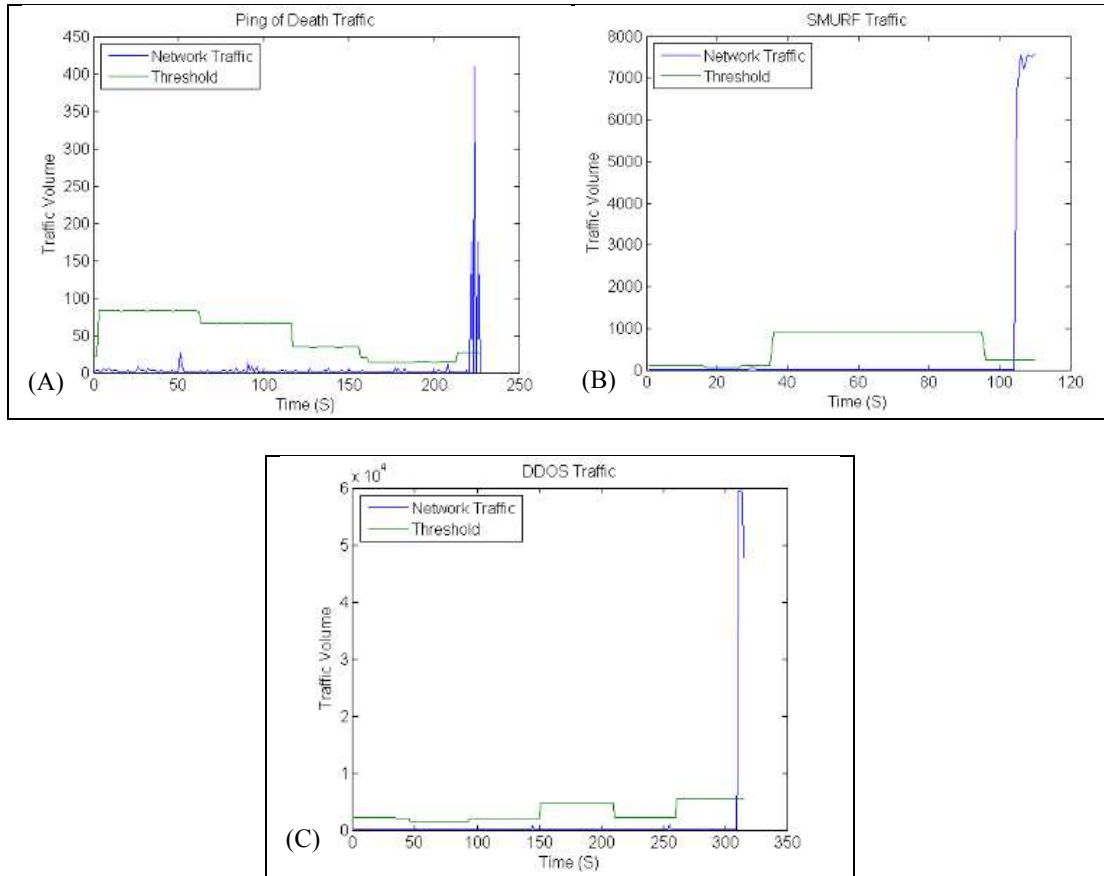 Ping of Death Traffic
450
400
350
300
250
200
150
100
50
0
Traffic Volume
Network Traffic
Threshold
0 50 100 150 200 250
Time (S)
(A)
SMURF Traffic
8000
7000
6000
5000
4000
3000
2000
1000
0
Traffic Volume
Network Traffic
Threshold
0 20 40 60 80 100 120
Time (S)
(B)
DDOS Traffic
x 10^4
6
5
4
3
2
1
0
Traffic Volume
Network Traffic
Threshold
0 50 100 150 200 250 300 350
Time (S)
(C)